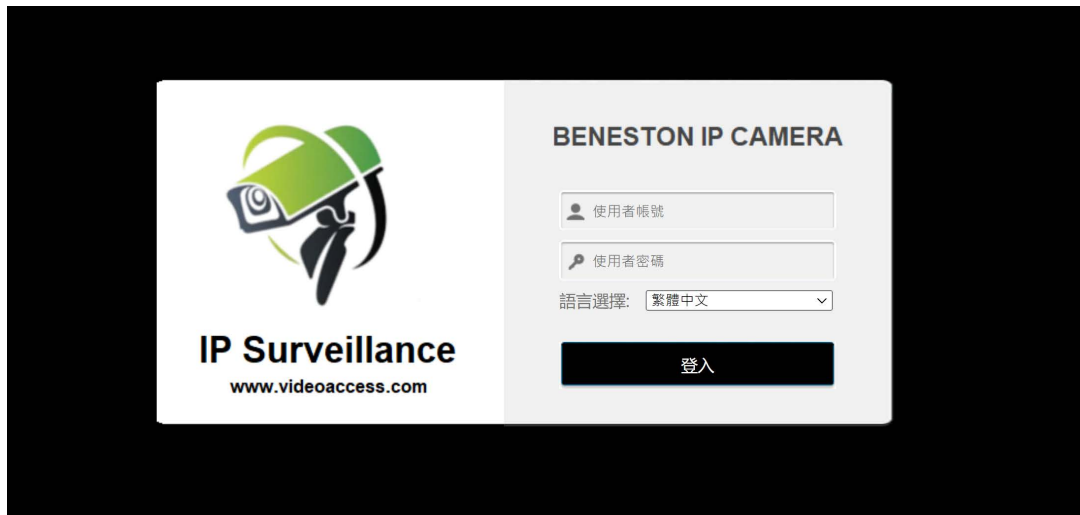 IP Surveillance
www.videoaccess.com
BENESTON IP CAMERA
使用者帳號
使用者密碼
語言選擇: 繁體中文
登入